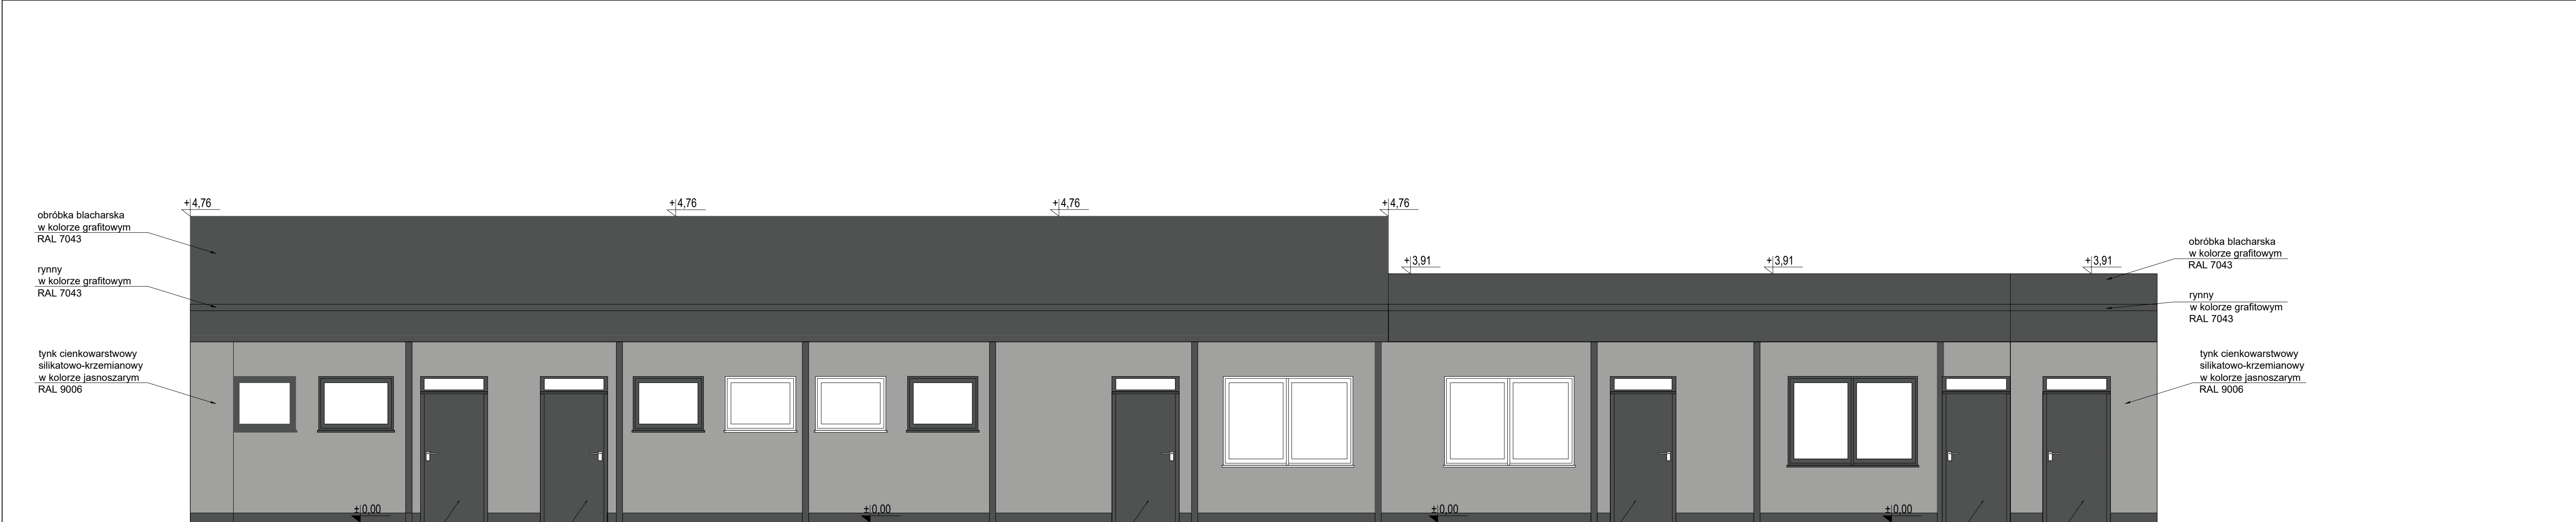 +4,76
+4,76
+4,76
+4,76
obróbka blacharska
w kolorze grafitowym
RAL 7043
rynny
w kolorze grafitowym
RAL 7043
tynk cienkowarstwowy
silikatowo-krzemianowy
w kolorze jasnoszarym
RAL 9006
+3,91
+3,91
+3,91
obróbka blacharska
w kolorze grafitowym
RAL 7043
rynny
w kolorze grafitowym
RAL 7043
tynk cienkowarstwowy
silikatowo-krzemianowy
w kolorze jasnoszarym
RAL 9006
±0,00
±0,00
±0,00
±0,00